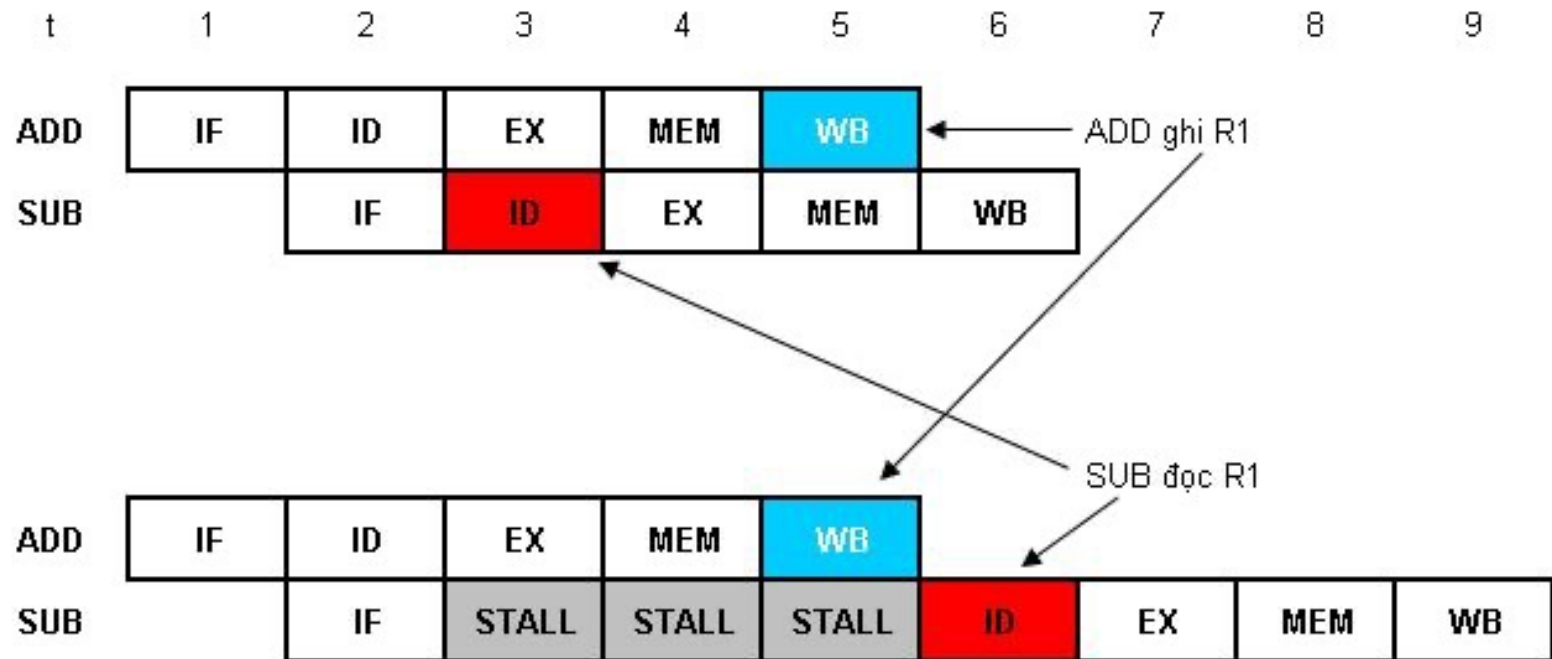 t 1 2 3 4 5 6 7 8 9
ADD IF ID EX MEM WB ADD ghi R1
SUB IF ID EX MEM WB
SUB đọc R1
ADD IF ID EX MEM WB
SUB IF STALL STALL STALL ID EX MEM WB